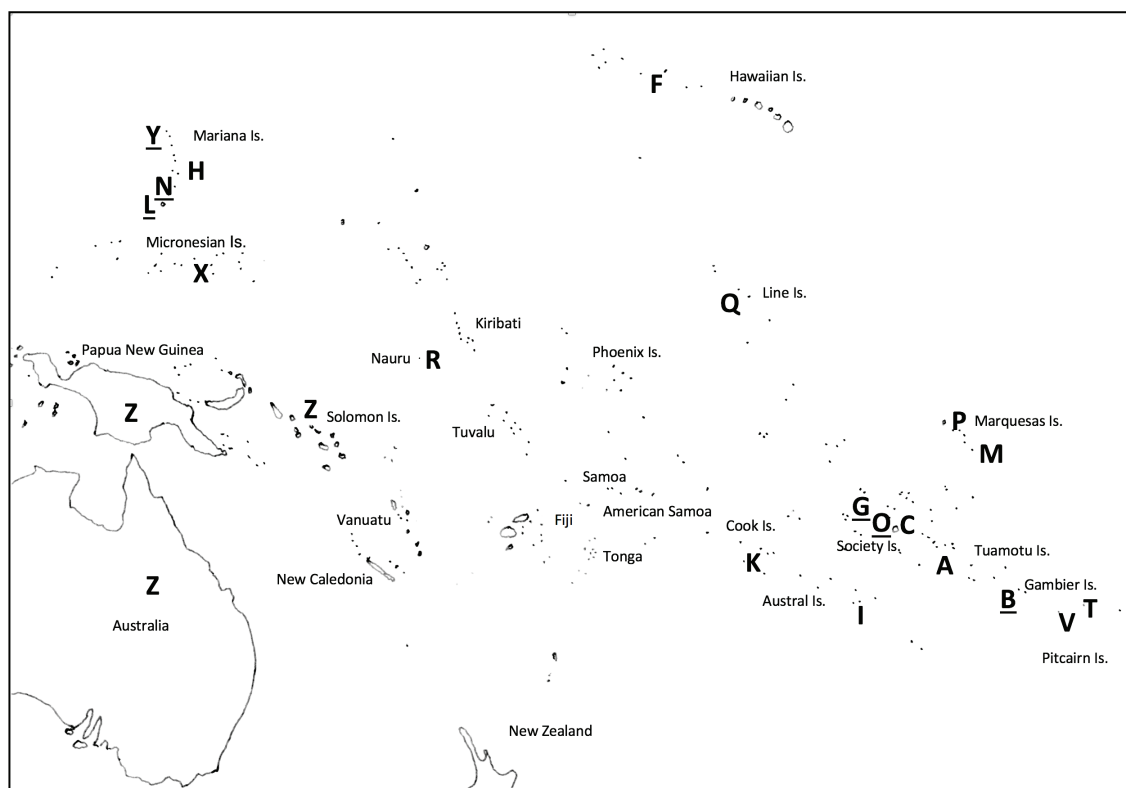 Hawaiian Is.
F
Y
Mariana Is.
H
N
L
Micronesian Is.
X
Q
Line Is.
Kiribati
Papua New Guinea
Nauru
R
Phoenix Is.
Z
Z
Solomon Is.
Tuvalu
P
Marquesas Is.
M
Samoa
American Samoa
G
Vanuatu
Fiji
Cook Is.
O
C
Society Is.
Tuamotu Is.
Tonga
K
A
New Caledonia
Z
Gambier Is.
Austral Is.
B
I
T
V
Australia
Pitcairn Is.
New Zealand